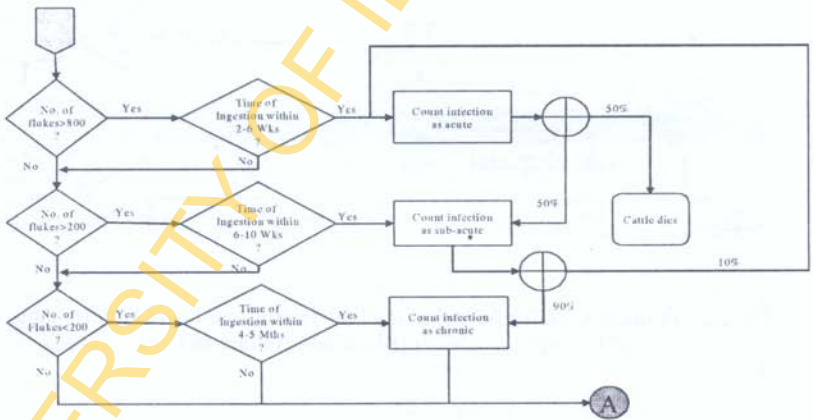 No. of
flukes>800
?
Yes
Time of
Ingestion within
2-6 Wks
?
Yes
Count infection
as acute
50%
No
No
50%
Cattle dies
No. of
flukes>200
?
Yes
Time of
Ingestion within
6-10 Wks
?
Yes
Count infection
as sub-acute
10%
No
No
90%
No. of
Flukes<200
?
Yes
Time of
Ingestion within
4-5 Mths
?
Yes
Count infection
as chronic
No
No
A
ERSITY OF I